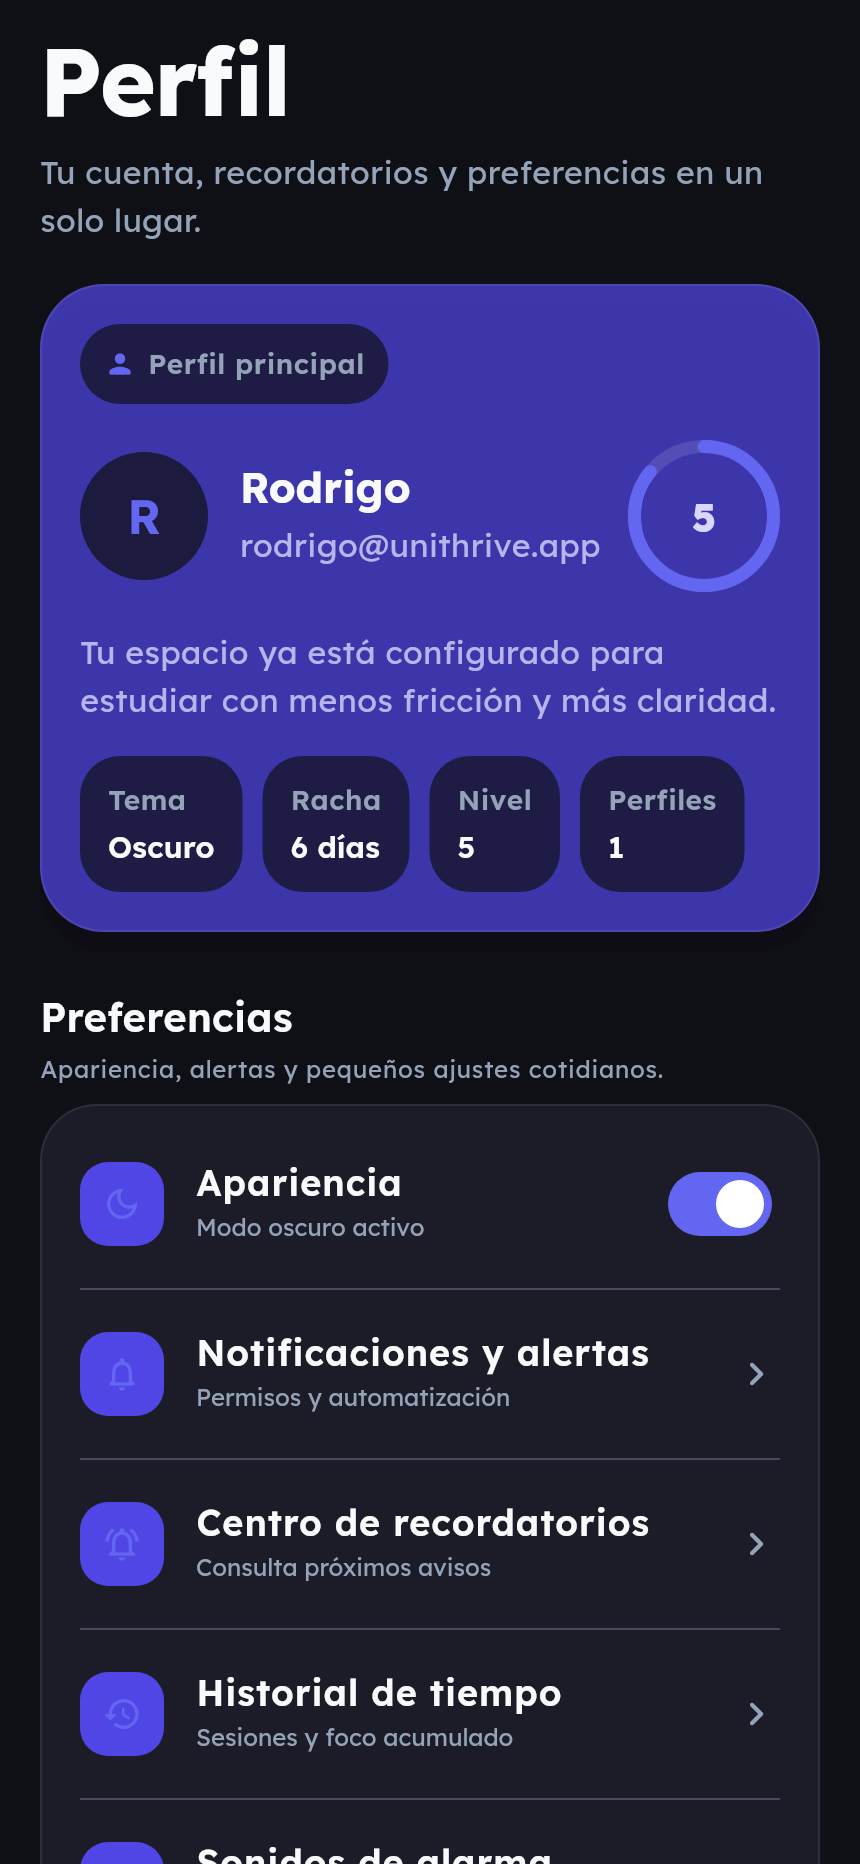 Perfil
Tu cuenta, recordatorios y preferencias en un
solo lugar.
Perfil principal
R
Rodrigo
rodrigo@unithrive.app
5
Tu espacio ya está configurado para
estudiar con menos fricción y más claridad.
Tema
Oscuro
Racha
6 días
Nivel
5
Perfiles
1
Preferencias
Apariencia, alertas y pequeños ajustes cotidianos.
Apariencia
Modo oscuro activo
Notificaciones y alertas
Permisos y automatización
Centro de recordatorios
Consulta próximos avisos
Historial de tiempo
Sesiones y foco acumulado
Sonidos de alarma